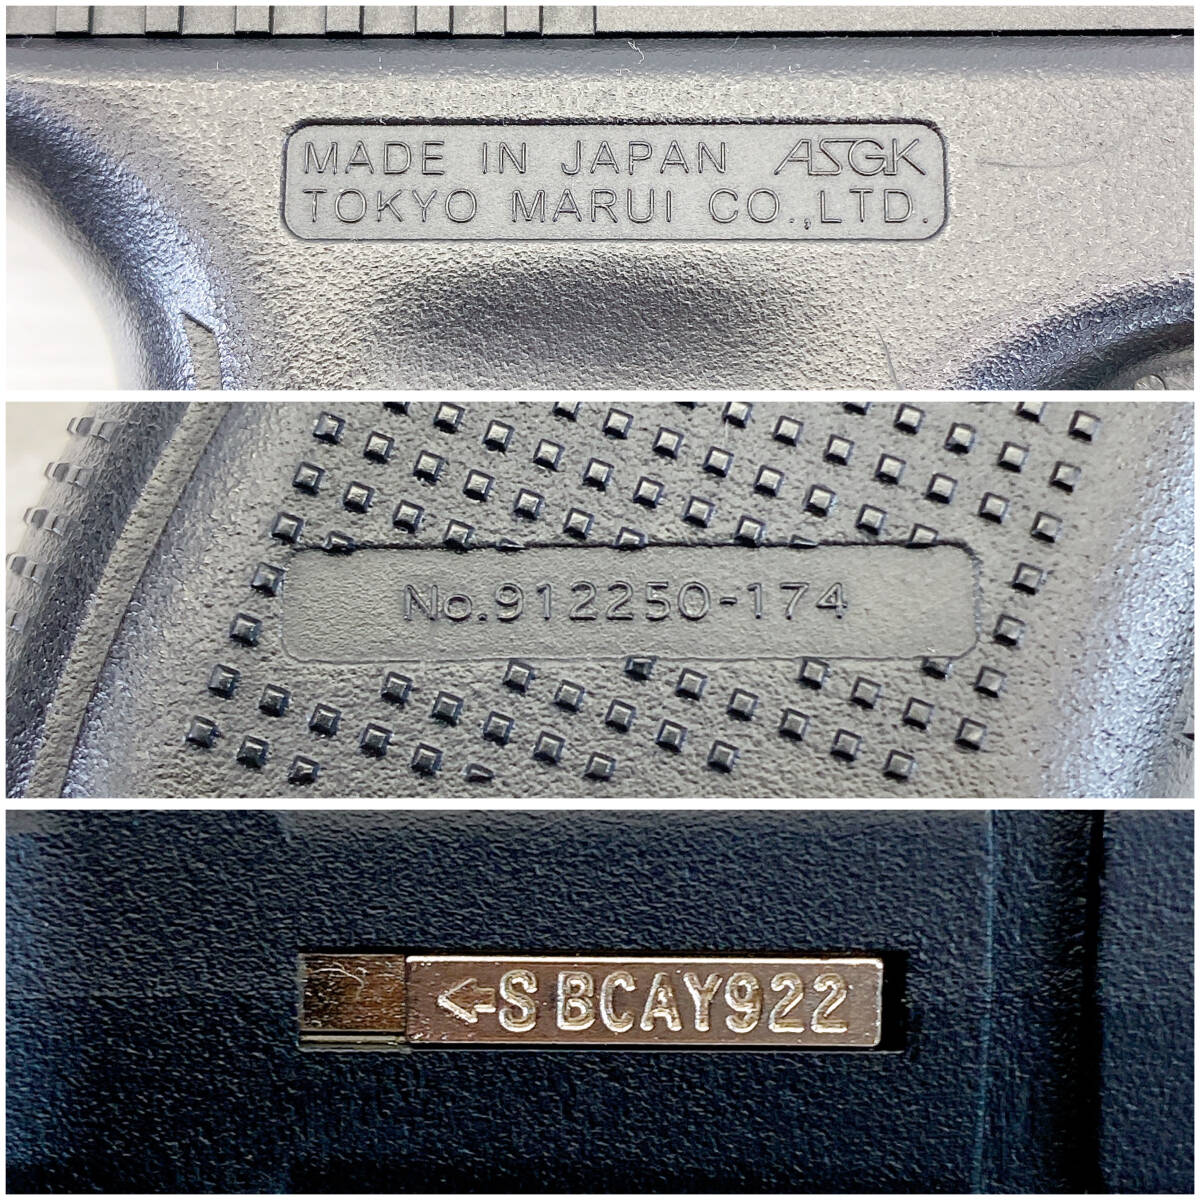 MADE IN JAPAN ASGK
TOKYO MARUI CO.,LTD.
No.912250-174
←S BCAY922